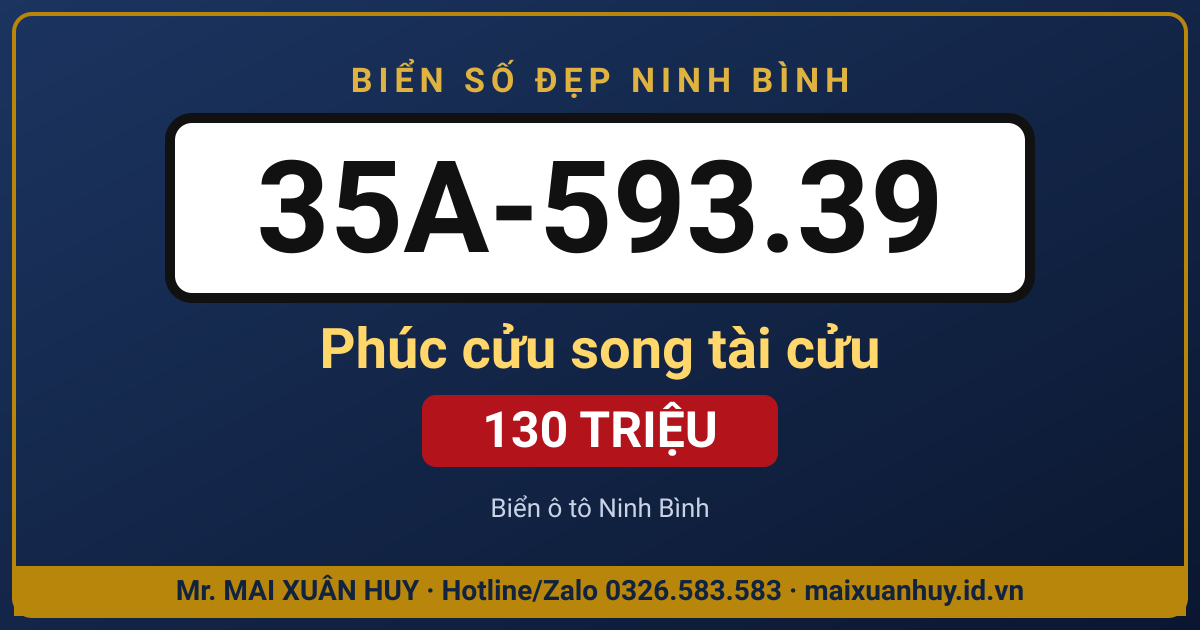 BIỂN SỐ ĐẸP NINH BÌNH
35A-593.39
Phúc cửu song tài cửu
130 TRIỆU
Biển ô tô Ninh Bình
Mr. MAI XUÂN HUY · Hotline/Zalo 0326.583.583 · maixuanhuy.id.vn